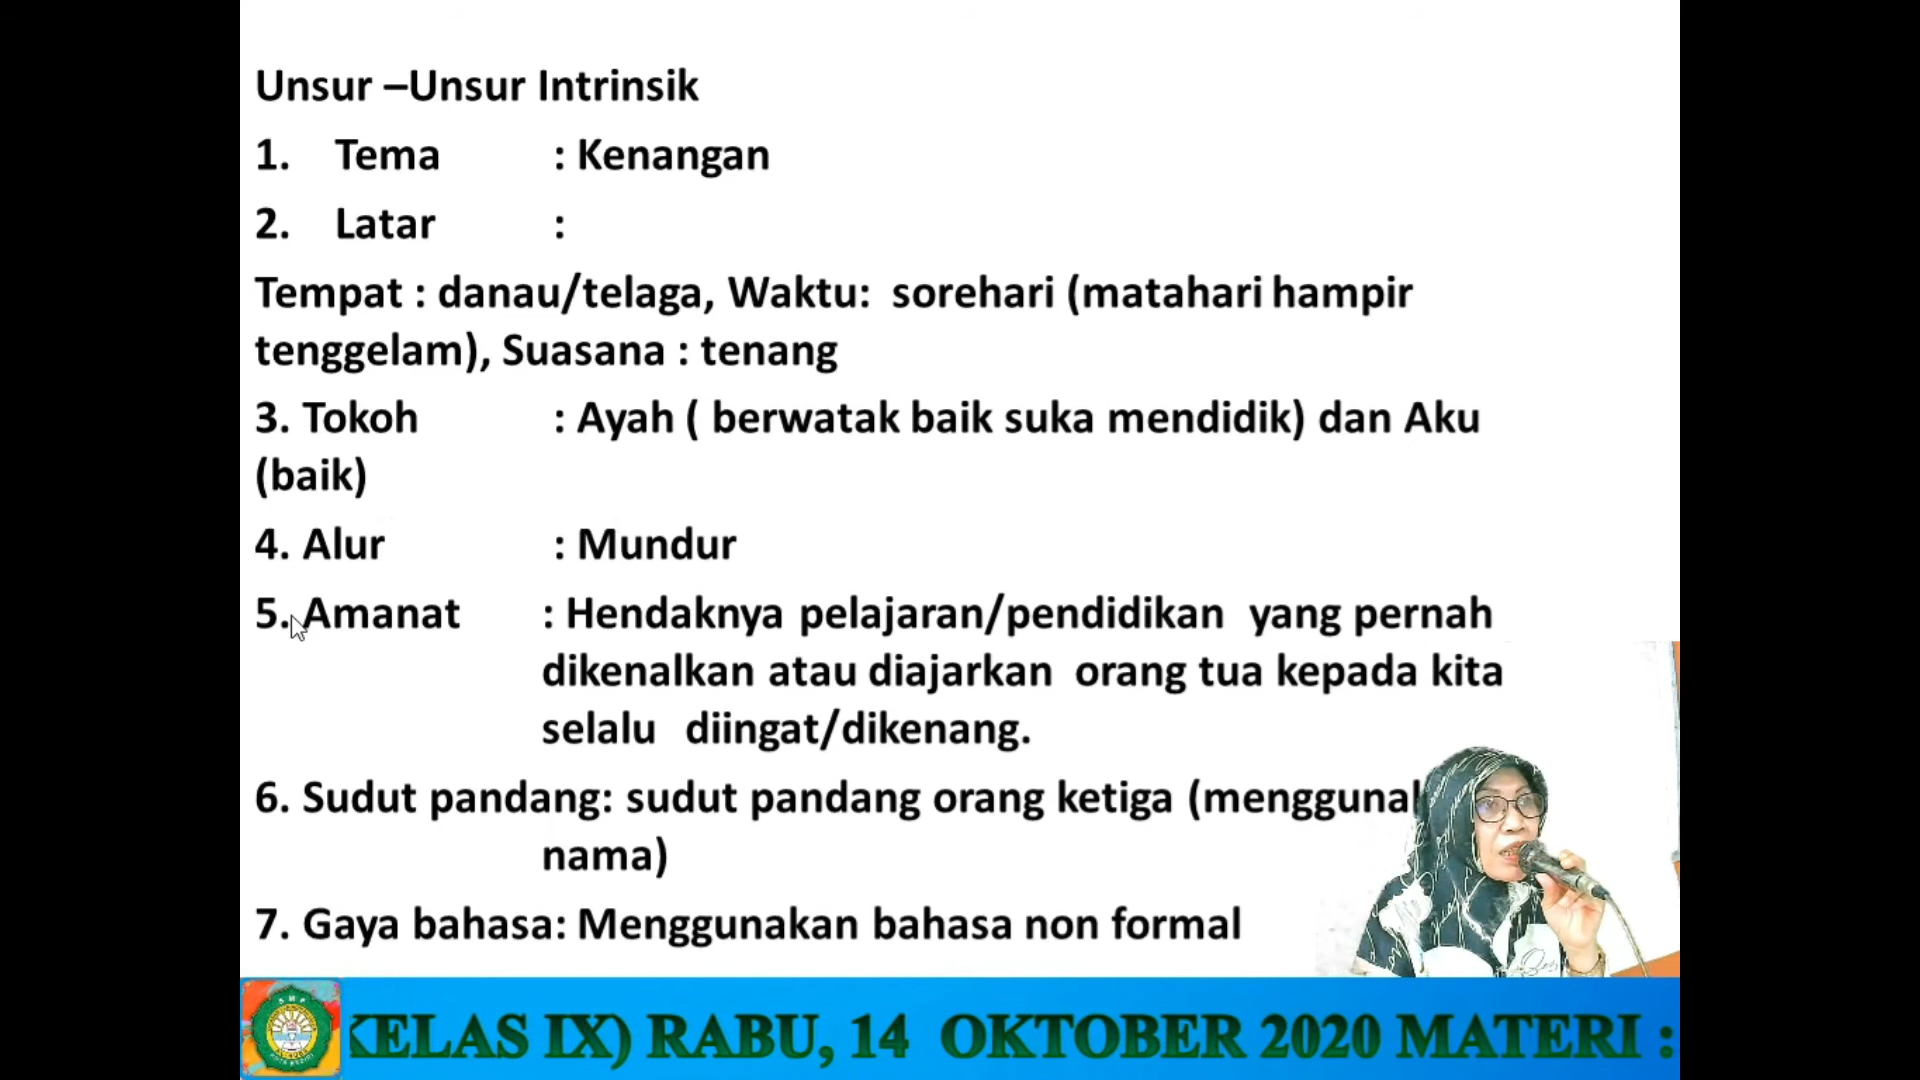 Unsur –Unsur Intrinsik
1. Tema : Kenangan
2. Latar :
Tempat : danau/telaga, Waktu: sorehari (matahari hampir
tenggelam), Suasana : tenang
3. Tokoh : Ayah ( berwatak baik suka mendidik) dan Aku
(baik)
4. Alur : Mundur
5. Amanat : Hendaknya pelajaran/pendidikan yang pernah
dikenalkan atau diajarkan orang tua kepada kita
selalu diingat/dikenang.
6. Sudut pandang: sudut pandang orang ketiga
nama)
7. Gaya bahasa: Menggunakan bahasa non formal
KELAS IX) RABU, 14 OKTOBER 2020 MATERI :
SMP